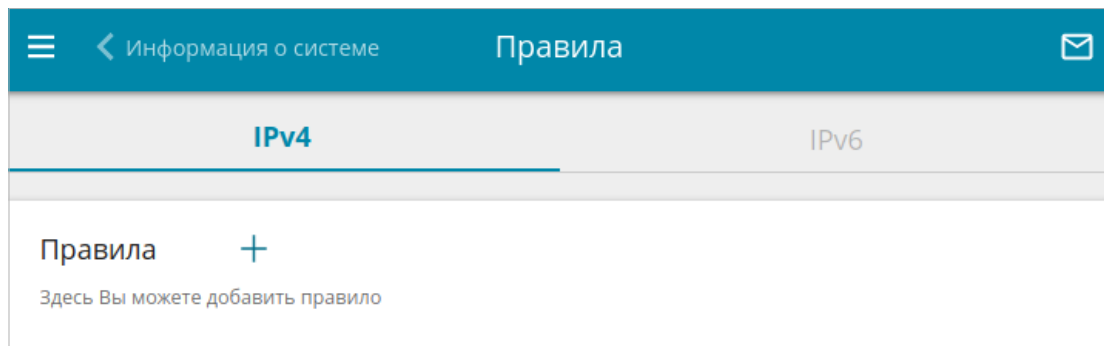 Информация о системе
Правила
IPv4
IPv6
Правила
Здесь Вы можете добавить правило